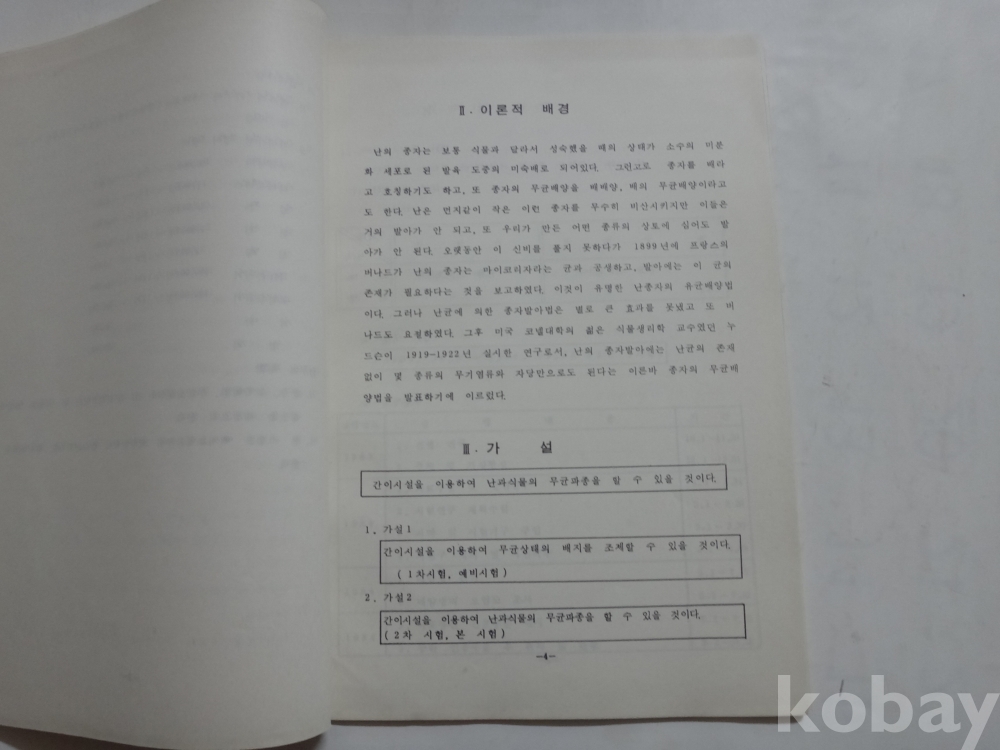 Ⅱ. 이론적 배경
난의 종자는 보통 식물과 달라서 성숙했을 때의 상태가 소수의 미분
화 세포로 된 발육 도중의 미숙배로 되어있다. 그런고로 종자를 배라
고 호칭하기도 하고, 또 종자의 무균배양을 배배양, 배의 무균배양이라고
도 한다. 난은 먼지같이 작은 이런 종자를 무수히 비산시키지만 이들은
거의 발아가 안 되고, 또 우리가 만든 어떤 종류의 상토에 심어도 발
아가 안 된다. 오랫동안 이 신비를 풀지 못하다가 1899년에 프랑스의
버나드가 난의 종자는 마이코리자라는 균과 공생하고, 발아에는 이 균의
존재가 필요하다는 것을 보고하였다. 이것이 유명한 난종자의 유균배양법
이다. 그러나 난균에 의한 종자발아법은 별로 큰 효과를 못냈고 또 버
나드도 요절하였다. 그후 미국 코넬대학의 젊은 식물생리학 교수였던 누
드슨이 1919—1922년 실시한 연구로서, 난의 종자발아에는 난균의 존재
없이 몇 종류의 무기염류와 자당만으로도 된다는 이른바 종자의 무균배
양법을 발표하기에 이르렀다.
Ⅲ. 가 설
간이시설을 이용하여 난과식물의 무균파종을 할 수 있을 것이다.
1. 가설1
간이시설을 이용하여 무균상태의 배지를 조제할 수 있을 것이다.
(1차시험, 예비시험)
2. 가설2
간이시설을 이용하여 난과식물의 무균파종을 할 수 있을 것이다.
(2차 시험, 본 시험)
—4—
kobay